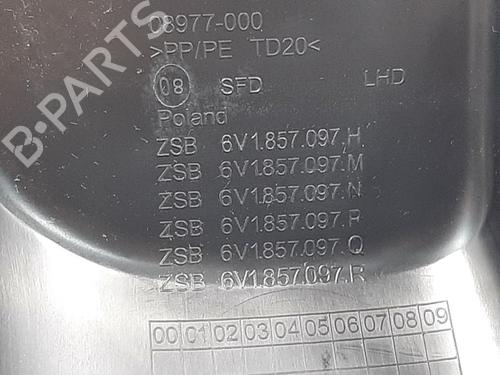 08977-000
>PP/PE TD20<
08 SFD LHD
Poland
ZSB 6V1.857.097.H
ZSB 6V1.857.097.M
ZSB 6V1.857.097.N
ZSB 6V1.857.097.P
ZSB 6V1.857.097.Q
ZSB 6V1.857.097.R
00 01 02 03 04 05 06 07 08 09
B-PARTS